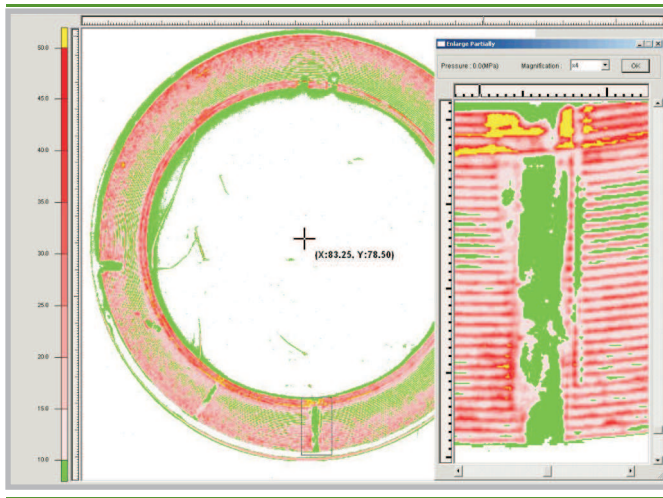 Enlarge Partially
Pressure : 0.0(MPa)
Magnification :
x4
OK
50.0
45.0
40.0
35.0
30.0
25.0
20.0
15.0
10.0
(X:83.25, Y:78.50)